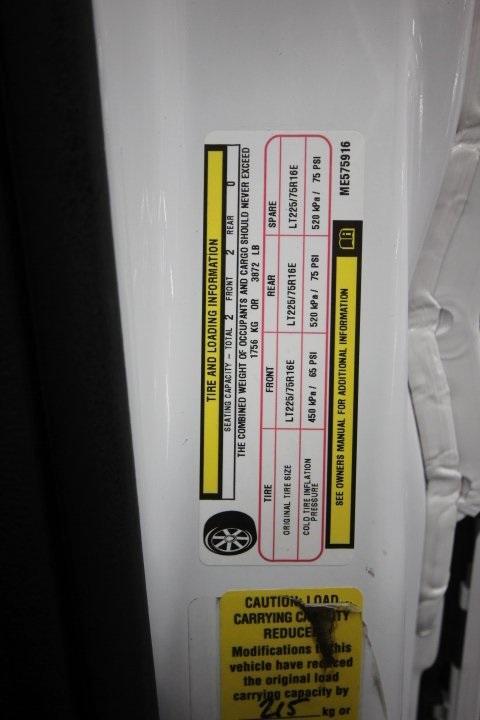 TIRE AND LOADING INFORMATION
SEATING CAPACITY - TOTAL 2 FRONT 2 REAR 0
THE COMBINED WEIGHT OF OCCUPANTS AND CARGO SHOULD NEVER EXCEED
1756 KG OR 3872 LB
TIRE FRONT REAR SPARE
ORIGINAL TIRE SIZE LT225/75R16E LT225/75R16E LT225/75R16E
COLD TIRE INFLATION
PRESSURE 450 kPa / 65 PSI 520 kPa / 75 PSI 520 kPa / 75 PSI
SEE OWNERS MANUAL FOR ADDITIONAL INFORMATION
ME575916
CAUTION: LOAD
CARRYING CAPACITY
REDUCED
Modifications to this
vehicle have reduced
the original load
carrying capacity by
215 kg or